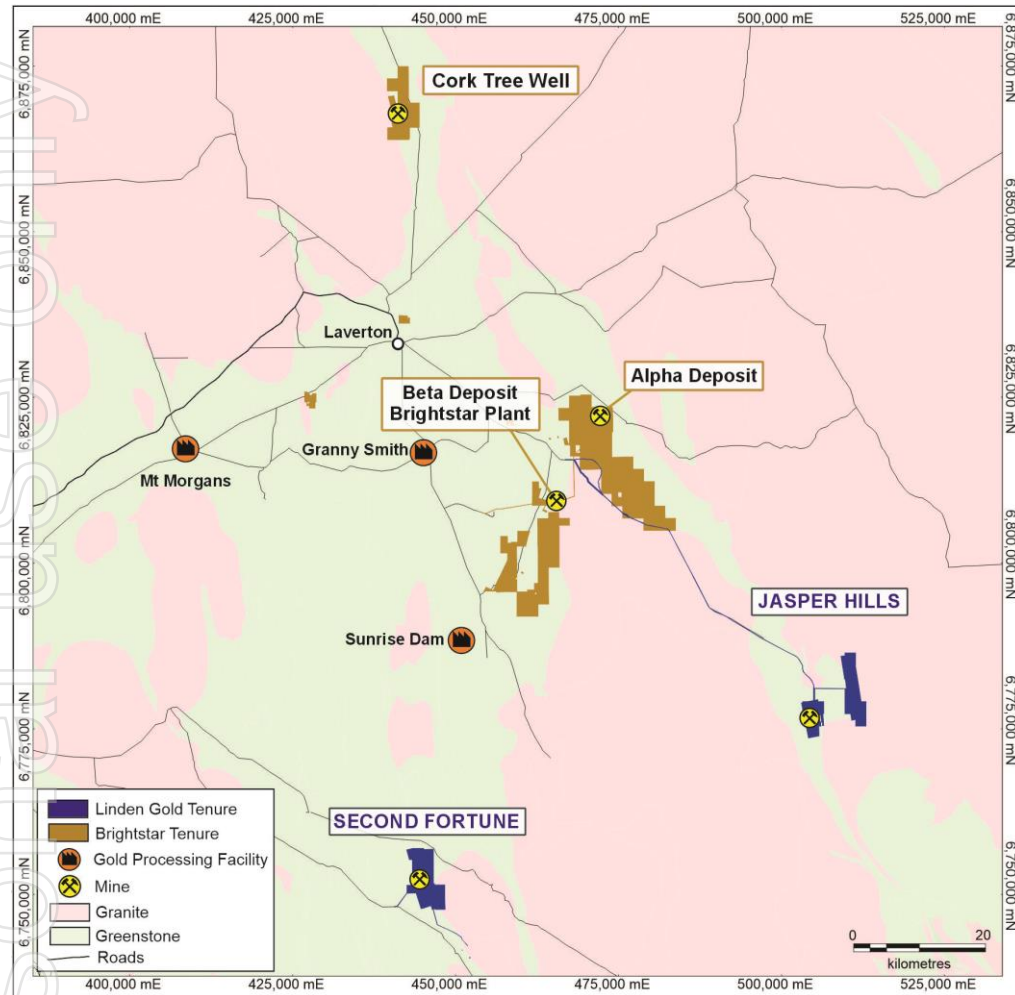 400,000 mE
425,000 mE
450,000 mE
475,000 mE
500,000 mE
525,000 mE
6,875,000 mN
6,875,000 mN
Cork Tree Well
6,850,000 mN
6,850,000 mN
Laverton
6,825,000 mN
6,825,000 mN
Alpha Deposit
Beta Deposit
Brightstar Plant
Granny Smith
Mt Morgans
6,800,000 mN
6,800,000 mN
JASPER HILLS
Sunrise Dam
6,775,000 mN
6,775,000 mN
SECOND FORTUNE
6,750,000 mN
6,750,000 mN
Linden Gold Tenure
Brightstar Tenure
Gold Processing Facility
Mine
Granite
Greenstone
Roads
0
20
kilometres
400,000 mE
425,000 mE
450,000 mE
475,000 mE
500,000 mE
525,000 mE
only